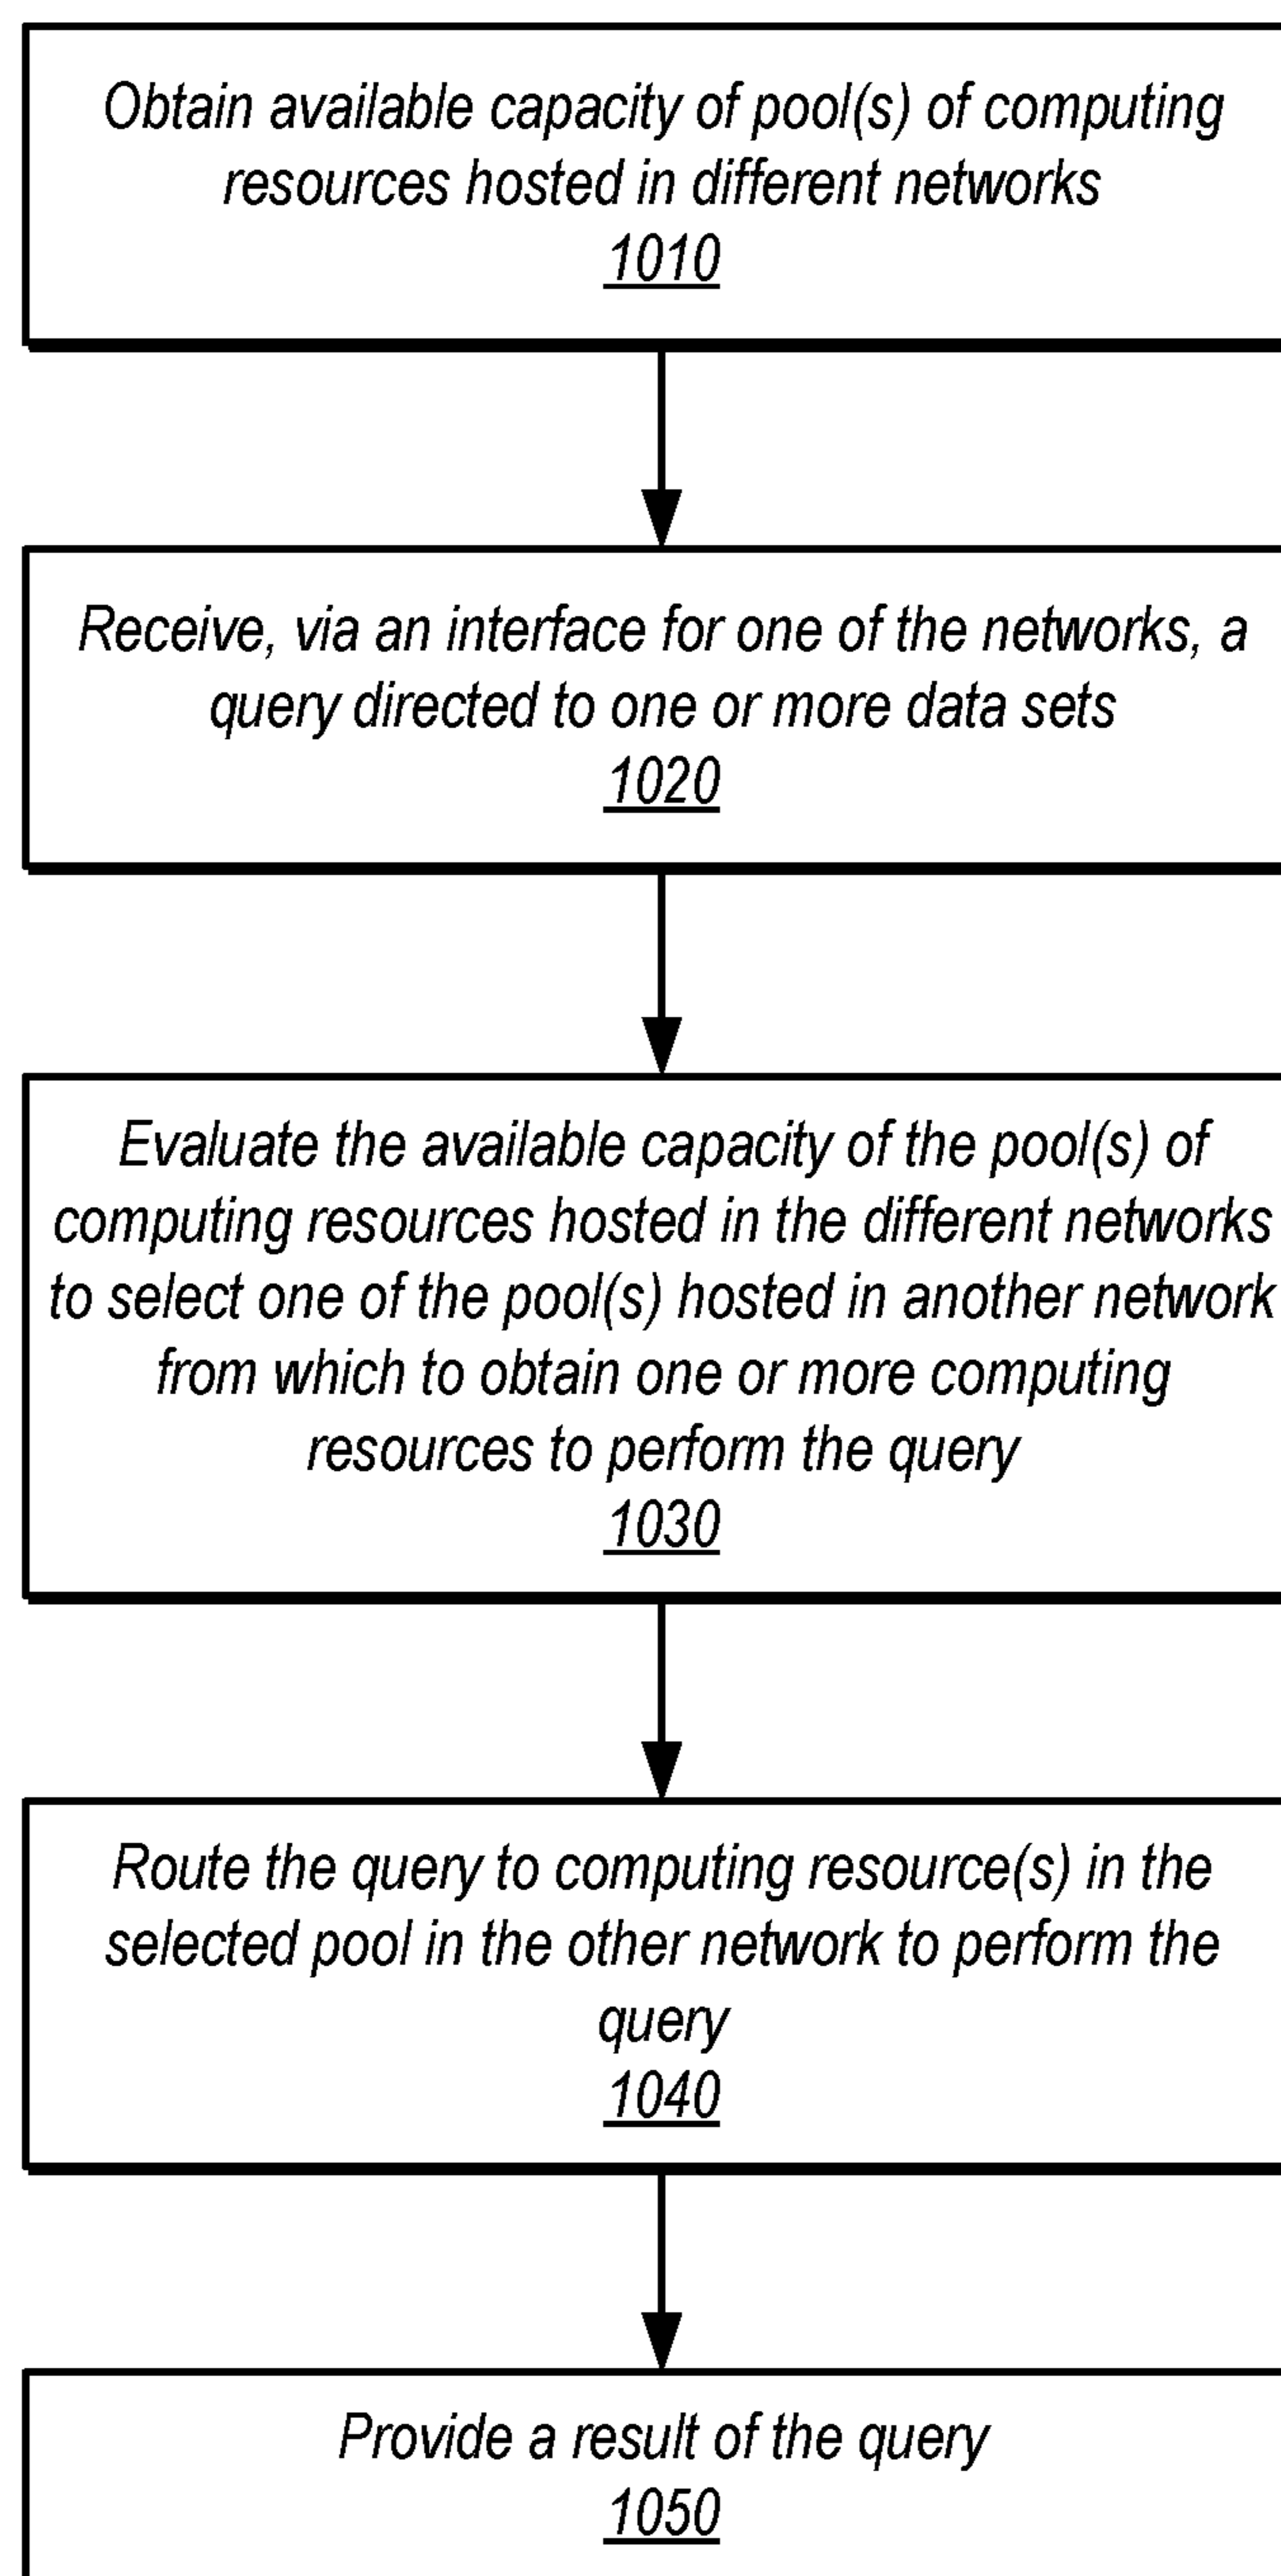 Obtain available capacity of pool(s) of computing
resources hosted in different networks
1010
Receive, via an interface for one of the networks, a
query directed to one or more data sets
1020
Evaluate the available capacity of the pool(s) of
computing resources hosted in the different networks
to select one of the pool(s) hosted in another network
from which to obtain one or more computing
resources to perform the query
1030
Route the query to computing resource(s) in the
selected pool in the other network to perform the
query
1040
Provide a result of the query
1050